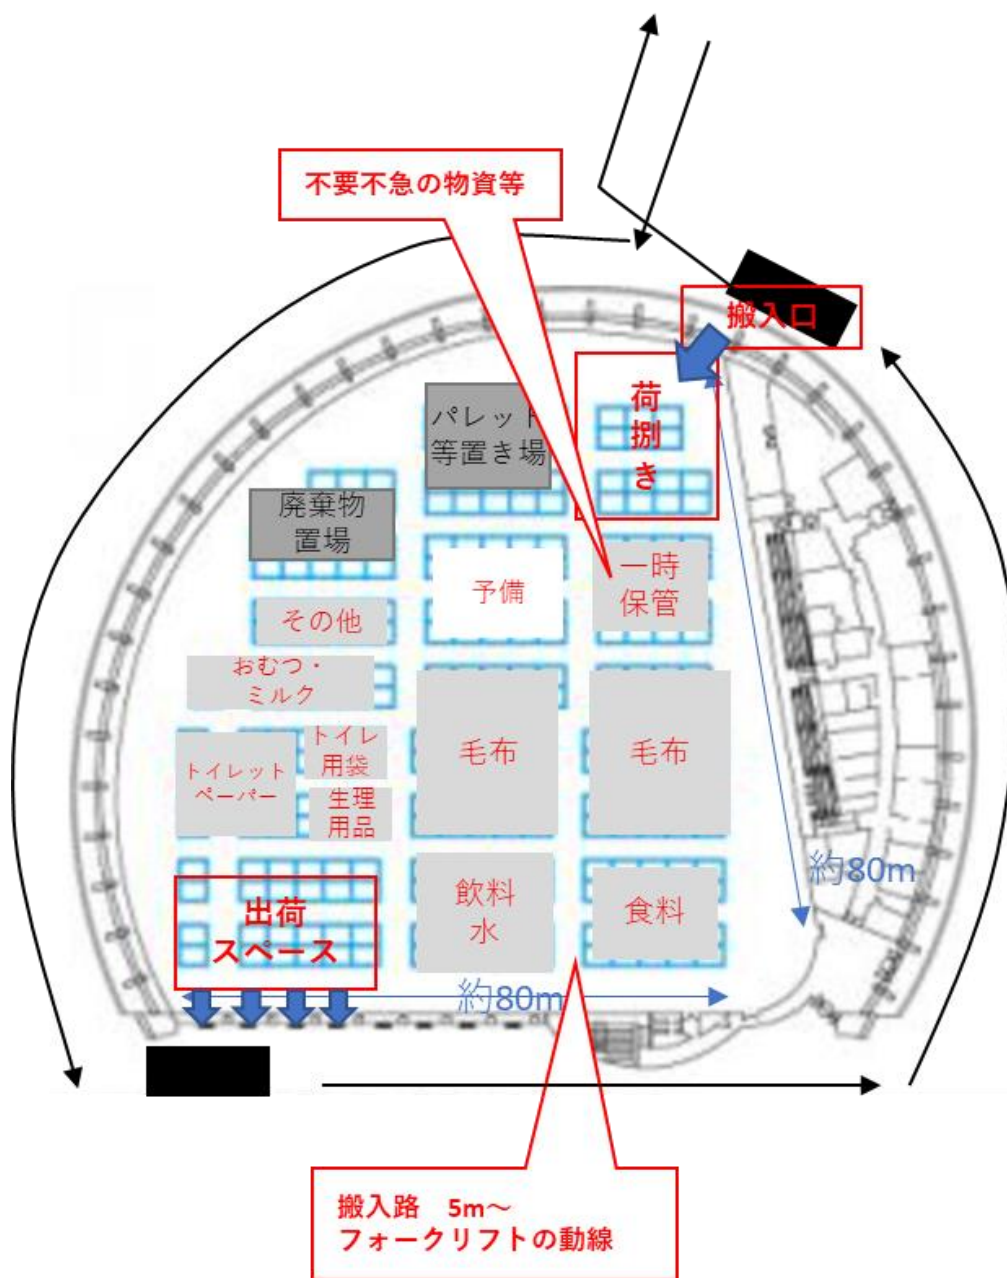 不要不急の物資等
搬入口
荷捌き
パレット
等置き場
廃棄物
置場
一時
保管
予備
その他
おむつ・
ミルク
毛布
毛布
トイレ
用袋
トイレット
ペーパー
生理
用品
約80m
飲料
水
食料
出荷
スペース
約80m
搬入路　5m～
フォークリフトの動線